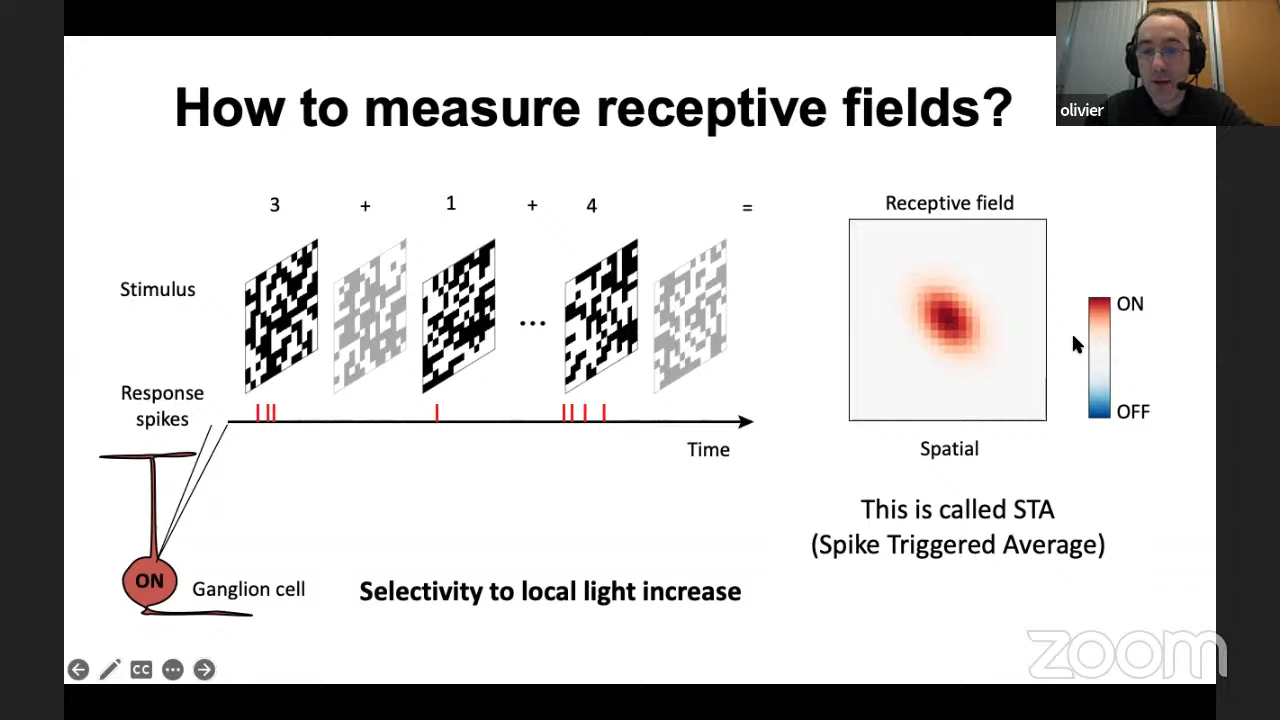 How to measure receptive fields?
olivier
3 + 1 + 4 =
Receptive field
Stimulus
...
ON
OFF
Response
spikes
Time
Spatial
This is called STA
(Spike Triggered Average)
ON
Ganglion cell
Selectivity to local light increase
CC
zoom